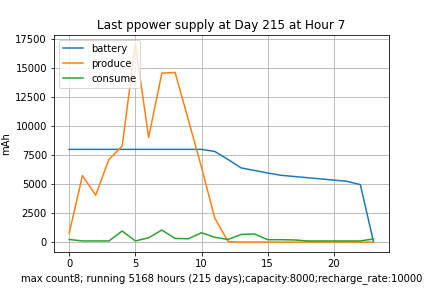 Last ppower supply at Day 215 at Hour 7
17500
15000
12500
10000
7500
5000
2500
0
mAh
battery
produce
consume
0 5 10 15 20
max count8; running 5168 hours (215 days);capacity:8000;recharge_rate:10000